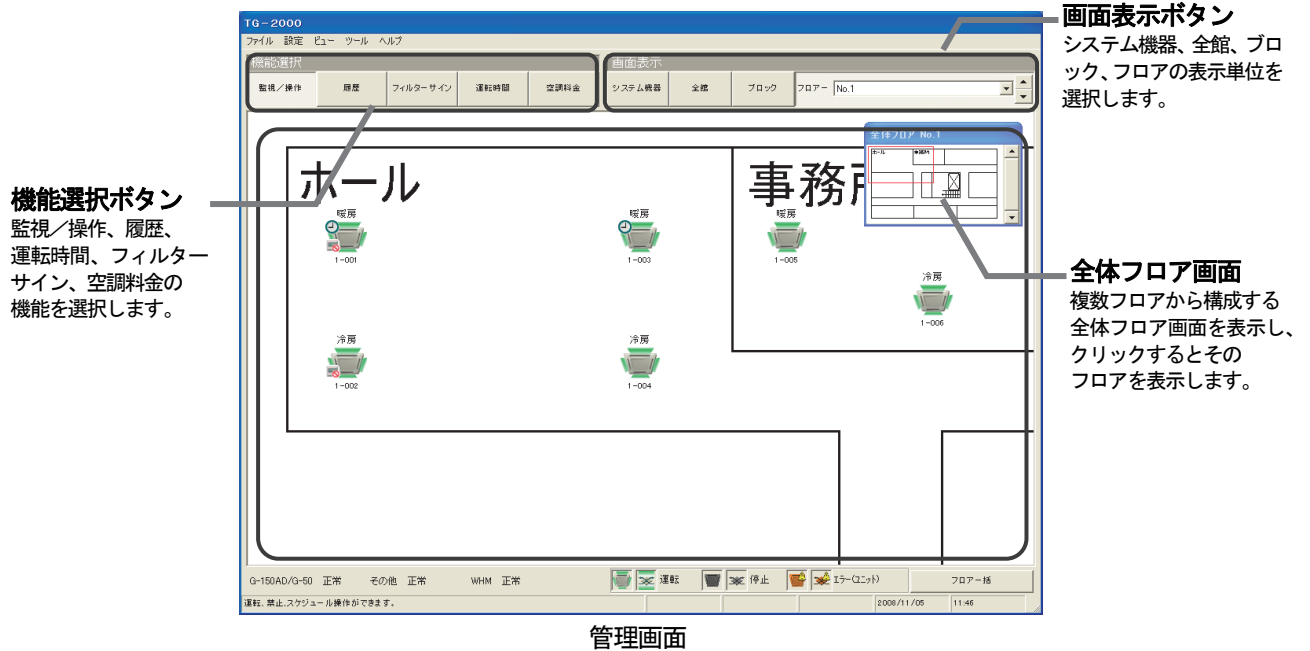 TG-2000
ファイル 設定 ビュー ツール ヘルプ
機能選択
画面表示
監視/操作 履歴 フィルターサイン 運転時間 空調料金
システム機器 全館 ブロック フロアー No.1
画面表示ボタン
システム機器、全館、ブロ
ック、フロアの表示単位を
選択します。
機能選択ボタン
監視/操作、履歴、
運転時間、フィルター
サイン、空調料金の
機能を選択します。
全体フロア No.1
ホール
ホール
事務所
暖房
1-001
暖房
1-003
暖房
1-005
冷房
1-006
冷房
1-002
1-004
冷房
全体フロア画面
複数フロアから構成する
全体フロア画面を表示し、
クリックするとその
フロアを表示します。
G-150AD/G-50 正常 その他 正常 WHM 正常
運転 停止 エラー(ユニット) フロア一括
運転、禁止、スケジュール操作ができます。
2008/11/05 11:46
管理画面